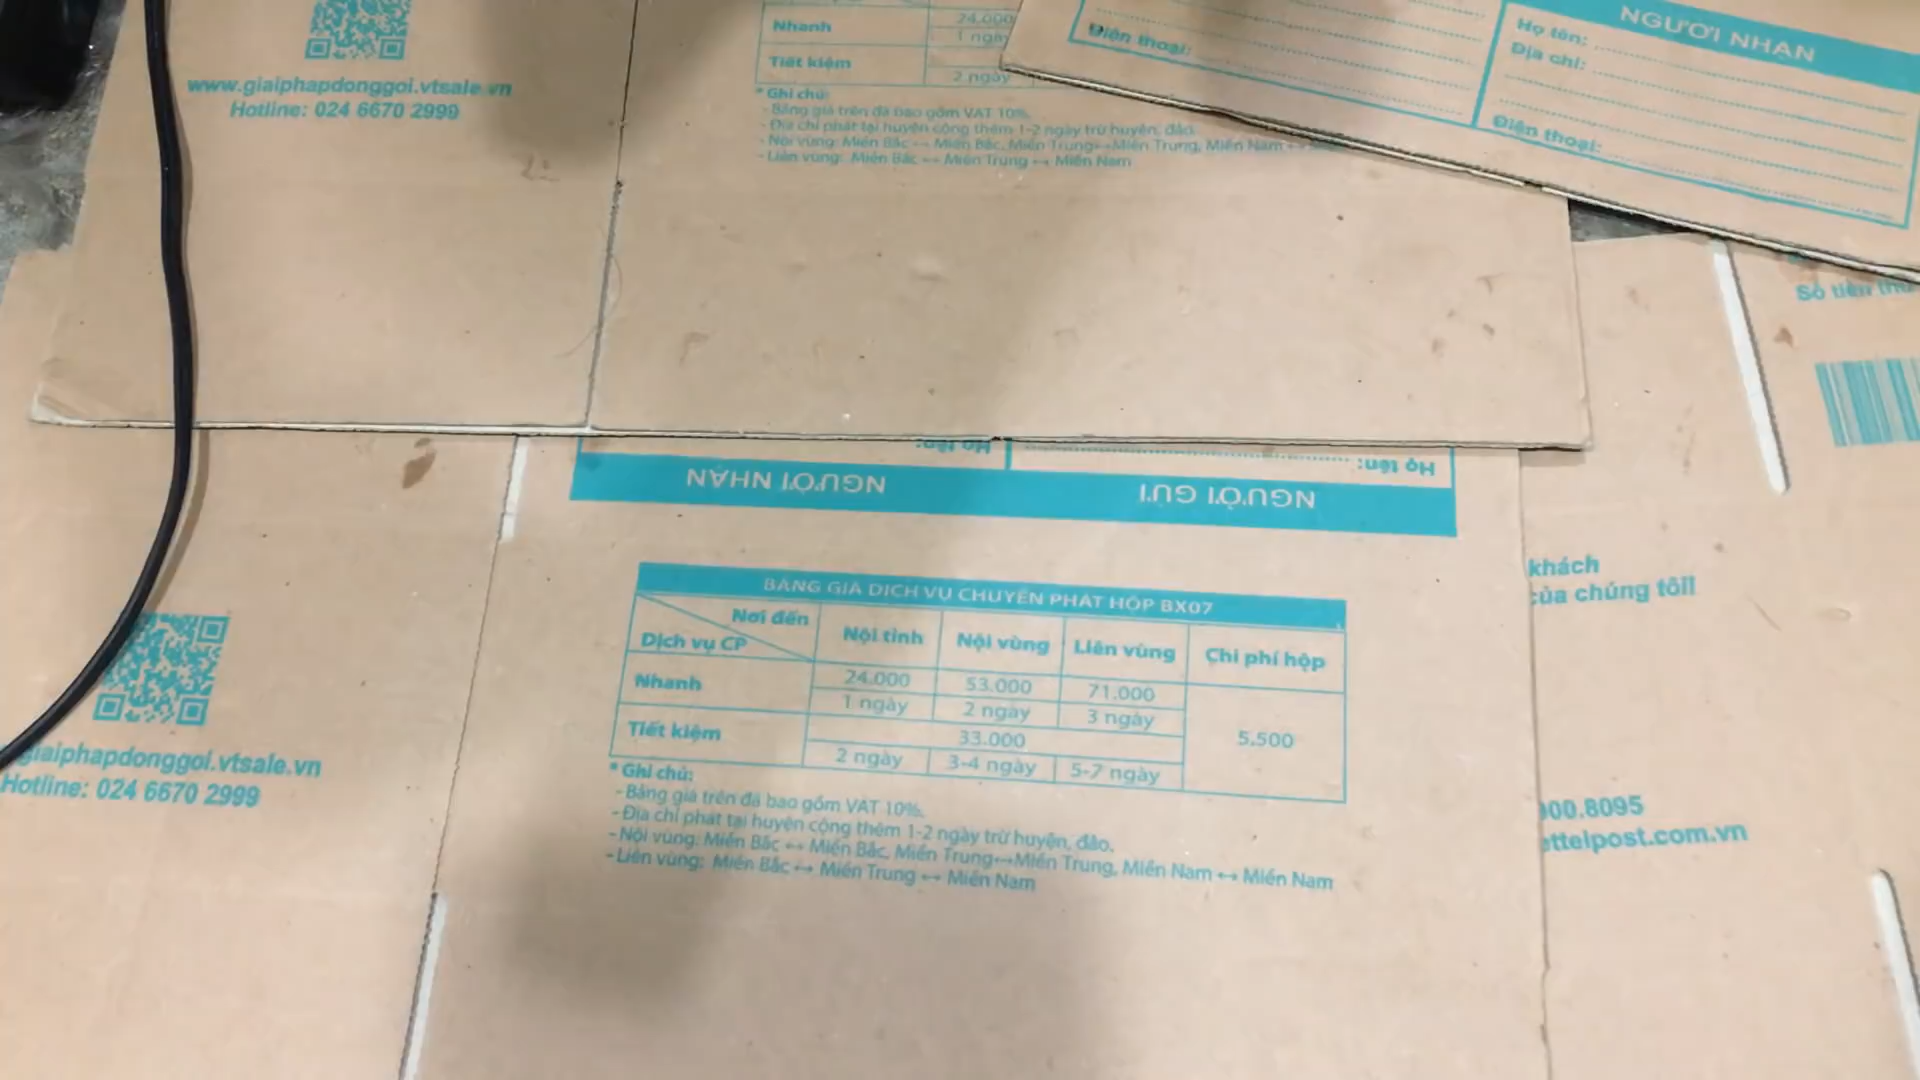 www.giaiphapdonggoi.vtsale.vn
Hotline: 024 6670 2999
Nhanh
24.000
1 ngày
Tiết kiệm
2 ngày
* Ghi chú:
- Bảng giá trên đã bao gồm VAT 10%.
- Địa chỉ phát tại huyện cộng thêm 1-2 ngày trừ huyện, đảo.
- Nội vùng: Miền Bắc ↔ Miền Bắc, Miền Trung↔Miền Trung, Miền Nam ↔
- Liên vùng: Miền Bắc ↔ Miền Trung ↔ Miền Nam
Điện thoại:
NGƯỜI NHẬN
Họ tên:
Địa chỉ:
Điện thoại:
Số tiền thu
Họ tên:
Họ tên:
NGƯỜI NHẬN
NGƯỜI GỬI
BẢNG GIÁ DỊCH VỤ CHUYỂN PHÁT HỘP BX07
Nơi đến
Dịch vụ CP
Nội tỉnh
Nội vùng
Liên vùng
Chi phí hộp
Nhanh
24.000
53.000
71.000
1 ngày
2 ngày
3 ngày
5.500
Tiết kiệm
33.000
2 ngày
3-4 ngày
5-7 ngày
* Ghi chú:
- Bảng giá trên đã bao gồm VAT 10%.
- Địa chỉ phát tại huyện cộng thêm 1-2 ngày trừ huyện, đảo.
- Nội vùng: Miền Bắc ↔ Miền Bắc, Miền Trung↔Miền Trung, Miền Nam ↔ Miền Nam
- Liên vùng: Miền Bắc ↔ Miền Trung ↔ Miền Nam
giaiphapdonggoi.vtsale.vn
Hotline: 024 6670 2999
khách
của chúng tôi!
900.8095
ettelpost.com.vn